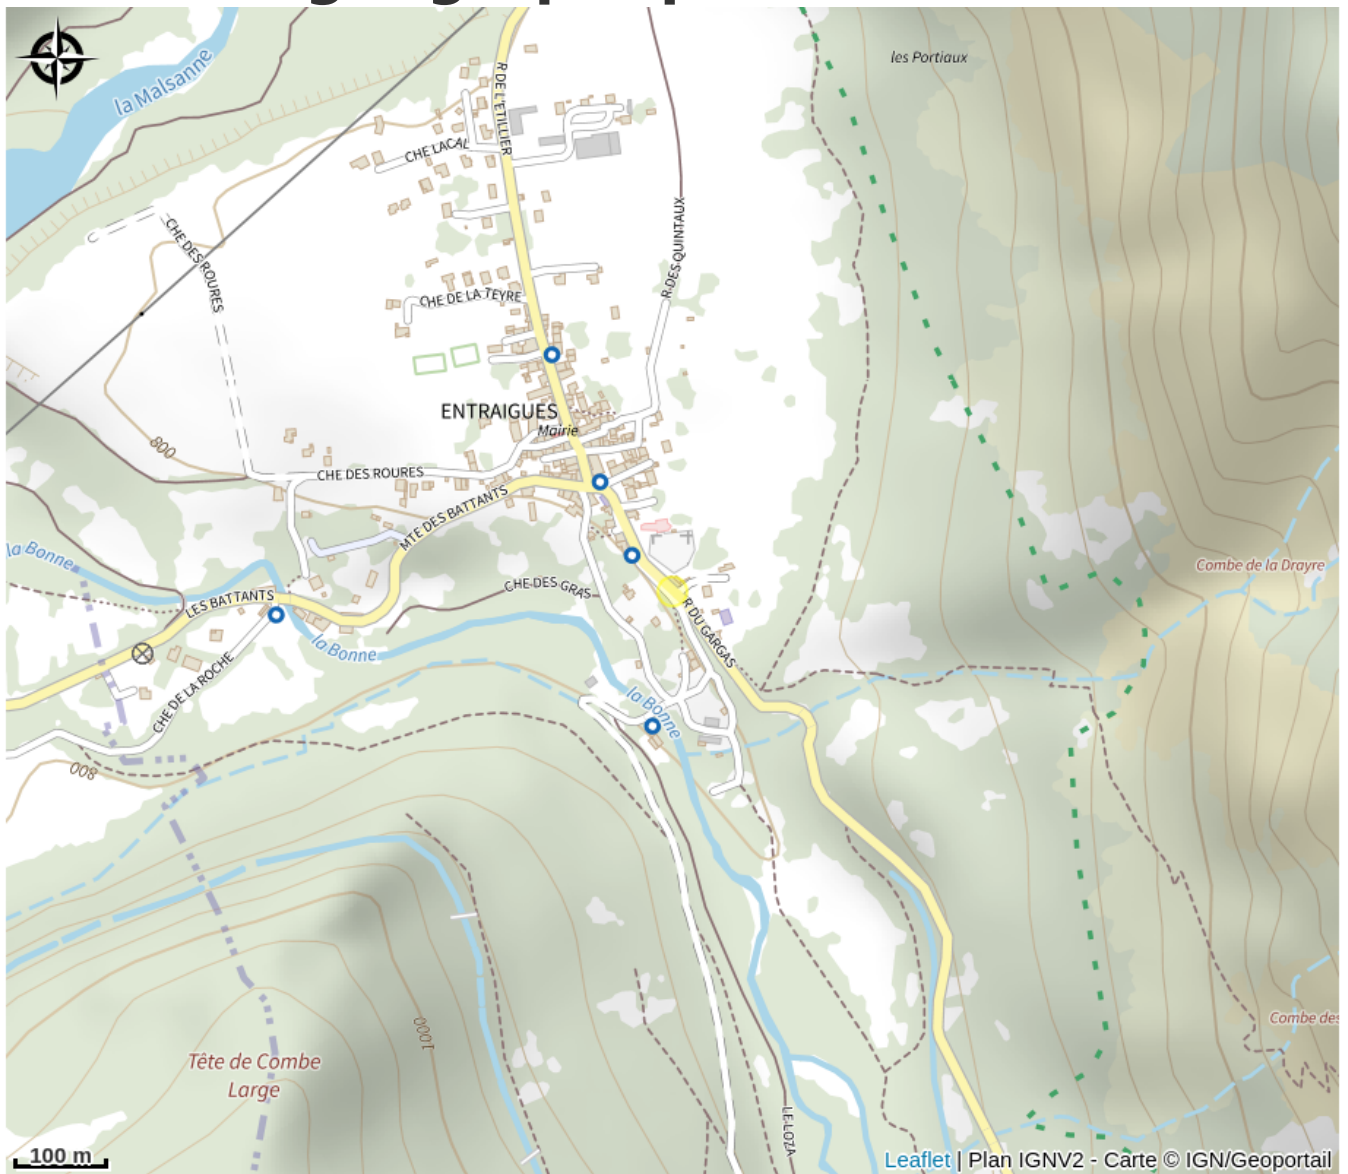 les Portiaux
la Malsanne
R DE L'ETILLIER
CHE LACAL
CHE DES ROURES
R DES QUINTAUX
CHE DE LA TEYRE
ENTRAIGUES
Mairie
800
CHE DES ROURES
MTE DES BATTANTS
la Bonne
Combe de la Drayre
CHE DES GRAS
LES BATTANTS
R DU GARGAS
la Bonne
CHE DE LA ROCHE
la Bonne
800
1000
Combe des
Tête de Combe
Large
LE LOZA
100 m
Leaflet | Plan IGNV2 - Carte © IGN/Geoportail